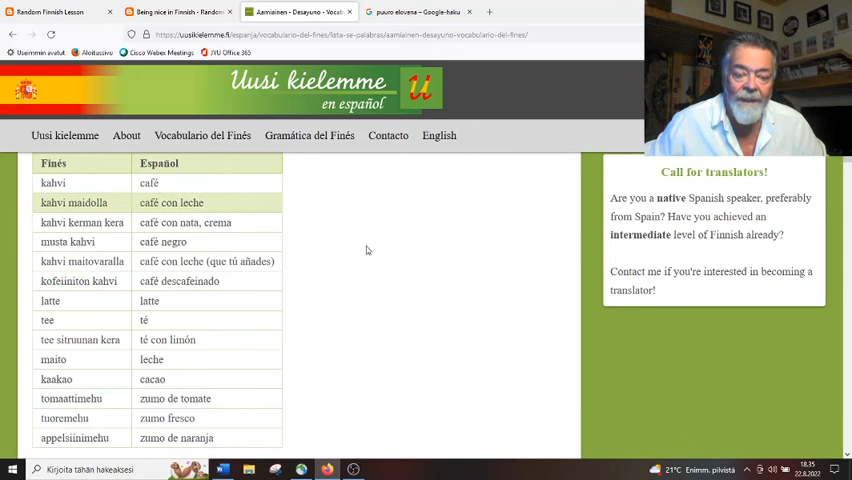 Random Finnish Lesson
Being nice in Finnish - Random
Aamiainen - Desayuno - Vocab
puuro elovena – Google-haku
https://uusikielemme.fi/espanja/vocabulario-del-fines/lista-se-palabras/aamiainen-desayuno-vocabulario-del-fines/
Useimmin avatut
Aloitussivu
Cisco Webex Meetings
JYU Office 365
Uusi kielemme
en español
u
Uusi kielemme About Vocabulario del Finés Gramática del Finés Contacto English
Finés Español
kahvi café
kahvi maidolla café con leche
kahvi kerman kera café con nata, crema
musta kahvi café negro
kahvi maitovaralla café con leche (que tú añades)
kofeiiniton kahvi café descafeinado
latte latte
tee té
tee sitruunan kera té con limón
maito leche
kaakao cacao
tomaattimehu zumo de tomate
tuoremehu zumo fresco
appelsiinimehu zumo de naranja
Call for translators!
Are you a native Spanish speaker, preferably
from Spain? Have you achieved an
intermediate level of Finnish already?
Contact me if you're interested in becoming a
translator!
Kirjoita tähän hakeaksesi
21°C Enimm. pilvistä
18.35
22.8.2022